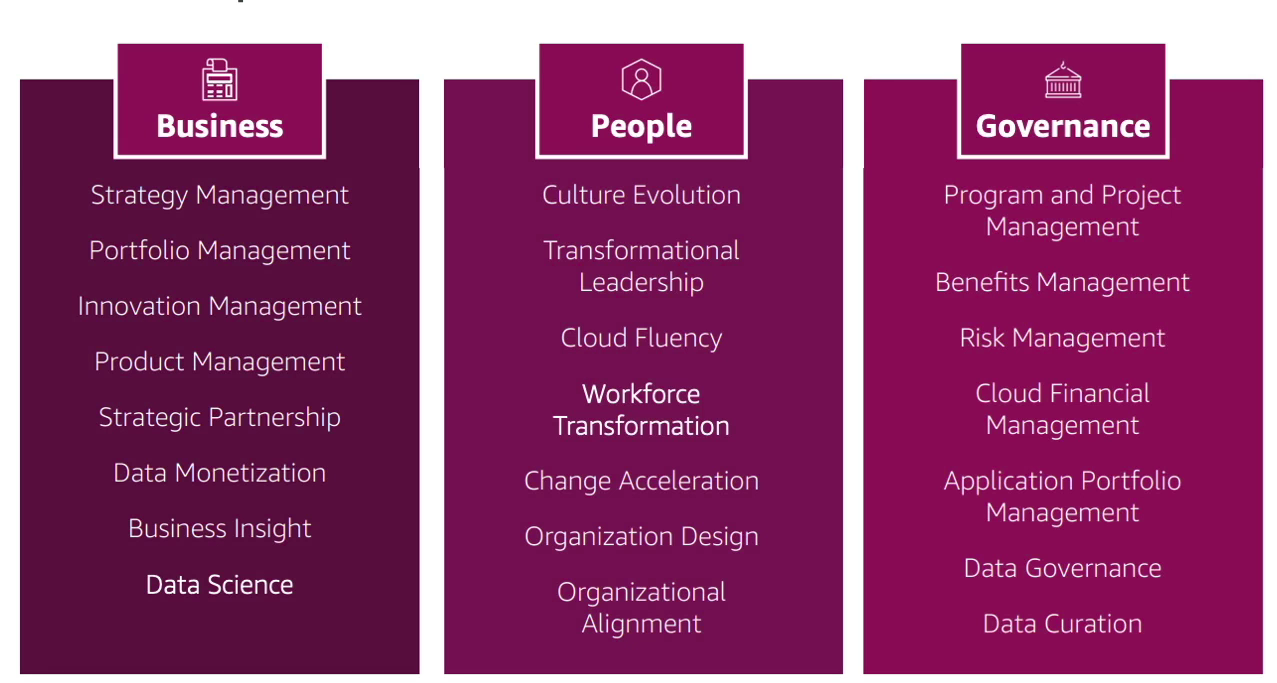 Business
Strategy Management
Portfolio Management
Innovation Management
Product Management
Strategic Partnership
Data Monetization
Business Insight
Data Science
People
Culture Evolution
Transformational
Leadership
Cloud Fluency
Workforce
Transformation
Change Acceleration
Organization Design
Organizational
Alignment
Governance
Program and Project
Management
Benefits Management
Risk Management
Cloud Financial
Management
Application Portfolio
Management
Data Governance
Data Curation